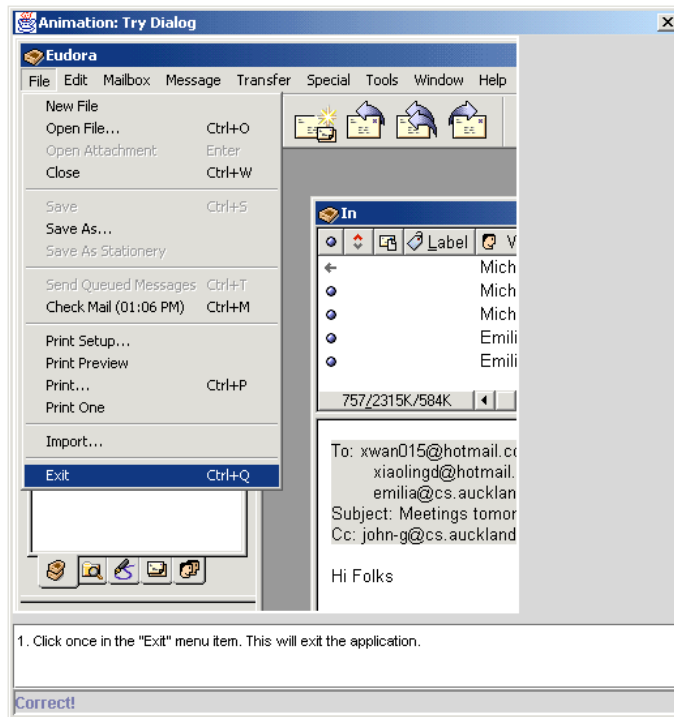 Animation: Try Dialog
Eudora
File Edit Mailbox Message Transfer Special Tools Window Help
New File
Open File... Ctrl+O
Open Attachment Enter
Close Ctrl+W
Save Ctrl+S
Save As...
Save As Stationery
Send Queued Messages Ctrl+T
Check Mail (01:06 PM) Ctrl+M
Print Setup...
Print Preview
Print... Ctrl+P
Print One
Import...
Exit Ctrl+Q
In
Label V
Mich
Mich
Mich
Emili
Emili
757/2315K/584K
To: xwan015@hotmail.co
xiaolingd@hotmail.
emilia@cs.aucklan
Subject: Meetings tomor
Cc: john-g@cs.auckland
Hi Folks
1. Click once in the "Exit" menu item. This will exit the application.
Correct!